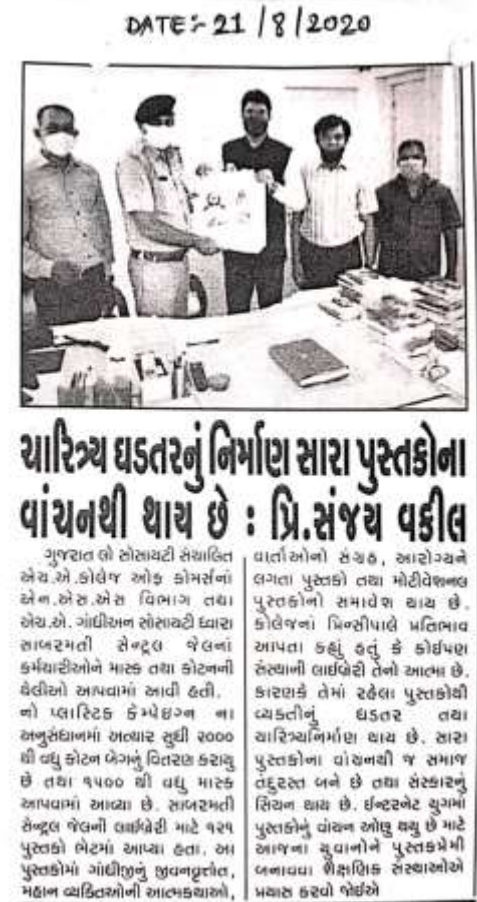 DATE:- 21/8/2020
ચારિત્ર્ય ઘડતરનું નિર્માણ સારા પુસ્તકોના
વાંચનથી થાય છે : પ્રિ.સંજય વકીલ
ગુજરાત લો સોસાયટી સંચાલિત
એચ.એ.કોલેજ ઓફ કોમર્સનાં
એન.એસ.એસ વિભાગ તથા
એચ.એ. ગાંધીઅન સોસાયટી ધ્વારા
સાબરમતી સેન્ટ્રલ જેલનાં
કર્મચારીઓને માસ્ક તથા કોટનની
થેલીઓ આપવામાં આવી હતી.
નો પ્લાસ્ટિક કેમ્પેઇગ્ન ના
અનુસંધાનમાં અત્યાર સુધી ૨૦૦૦
થી વધુ કોટન બેગનું વિતરણ કરાયુ
છે તથા ૧૫૦૦ થી વધુ માસ્ક
આપવામાં આવ્યા છે. સાબરમતી
સેન્ટ્રલ જેલની લાઈબ્રેરી માટે ૧૨૧
પુસ્તકો ભેટમાં આપ્યા હતા. આ
પુસ્તકોમાં ગાંધીજીનું જીવનવૃત્તાંત,
મહાન વ્યક્તિઓની આત્મકથાઓ,
વાર્તાઓનો સંગ્રહ, આરોગ્યને
લગતા પુસ્તકો તથા મોટીવેશનલ
પુસ્તકોનો સમાવેશ થાય છે.
કોલેજનાં પ્રિન્સીપાલે પ્રતિભાવ
આપતા કહ્યું હતું કે કોઈપણ
સંસ્થાની લાઈબ્રેરી તેનો આત્મા છે.
કારણકે તેમાં રહેલા પુસ્તકોથી
વ્યક્તીનું ઘડતર તથા
ચારિત્ર્યનિર્માણ થાય છે. સારા
પુસ્તકોના વાંચનથી જ સમાજ
તંદુરસ્ત બને છે તથા સંસ્કારનું
સિંચન થાય છે. ઈન્ટરનેટ યુગમાં
પુસ્તકોનું વાંચન ઓછુ થયુ છે માટે
આજના યુવાનોને પુસ્તકપ્રેમી
બનાવવા શૈક્ષણિક સંસ્થાઓએ
પ્રયાસ કરવો જોઈએ